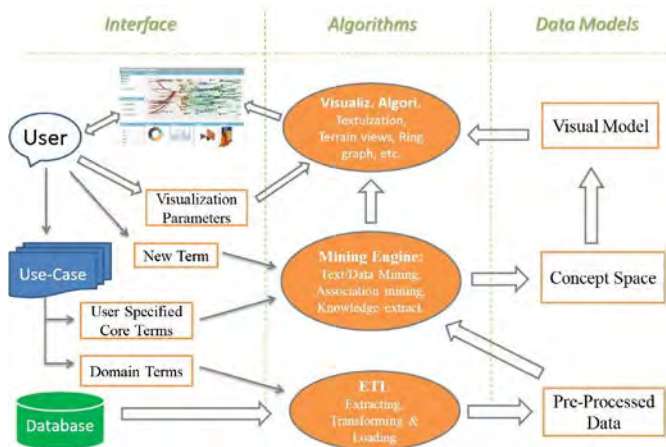 Interface
Algorithms
Data Models
User
Visualiz. Algori.
Textulzation,
Terrain views, Ring
graph, etc.
Visual Model
Visualization
Parameters
New Term
Use-Case
Mining Engine:
Text/Data Mining,
Association mining,
Knowledge extract.
Concept Space
User Specified
Core Terms
Domain Terms
ETL
Extracting,
Transforming &
Loading
Pre-Processed
Data
Database